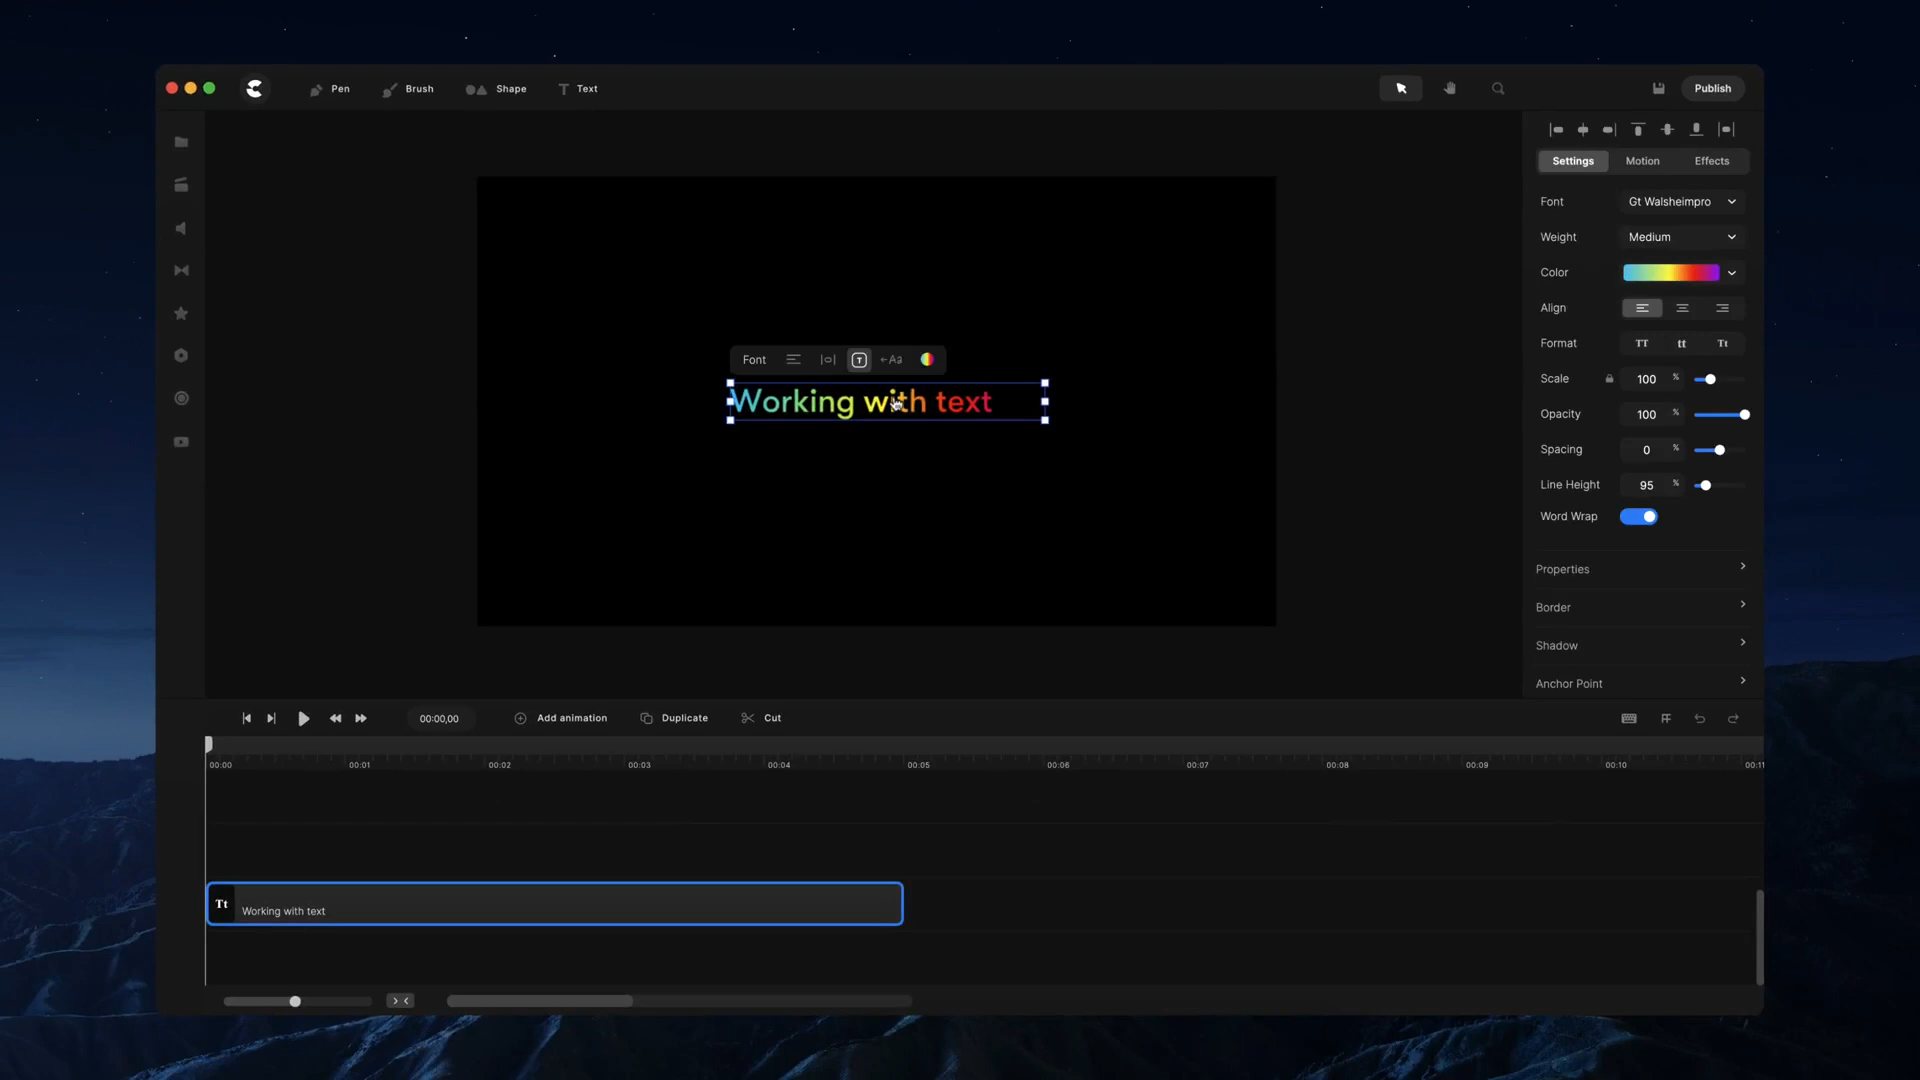 Pen
Brush
Shape
T Text
Publish
Settings
Motion
Effects
Font
Gt Walsheimpro
Weight
Medium
Color
Align
Format
TT
tt
Tt
Scale
100 %
Opacity
100 %
Spacing
0 %
Line Height
95 %
Word Wrap
Properties
Border
Shadow
Anchor Point
Font
T
Aa
Working with text
00:00,00
Add animation
Duplicate
Cut
00:00
00:01
00:02
00:03
00:04
00:05
00:06
00:07
00:08
00:09
00:10
00:11
Tt
Working with text